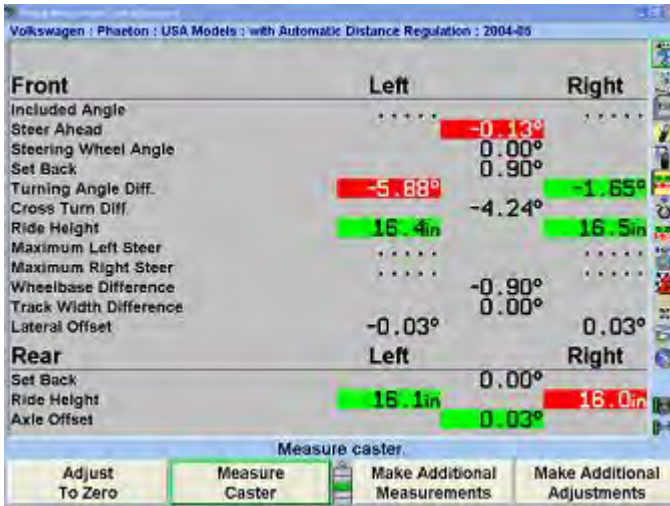 Volkswagen : Phaeton : USA Models : with Automatic Distance Regulation : 2004-06
Front Left Right
Included Angle ..... .....
Steer Ahead -0.13°
Steering Wheel Angle 0.00°
Set Back 0.90°
Turning Angle Diff. -5.88° -1.65°
Cross Turn Diff. -4.24°
Ride Height 16.4in 16.5in
Maximum Left Steer ..... .....
Maximum Right Steer ..... .....
Wheelbase Difference -0.90°
Track Width Difference 0.00°
Lateral Offset -0.03° 0.03°
Rear Left Right
Set Back 0.00°
Ride Height 16.1in 16.0in
Axle Offset 0.03°
Measure caster.
Adjust To Zero
Measure Caster
Make Additional Measurements
Make Additional Adjustments